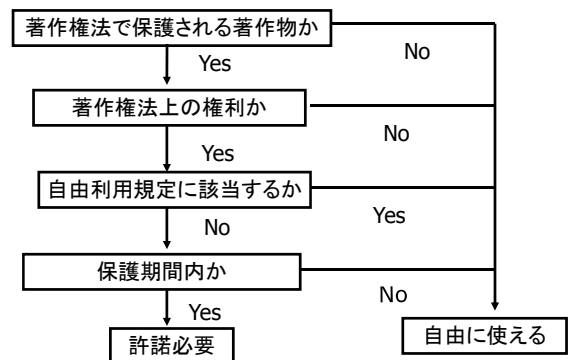 著作権法で保護される著作物か
No
Yes
著作権法上の権利か
No
Yes
自由利用規定に該当するか
Yes
No
保護期間内か
No
Yes
自由に使える
許諾必要